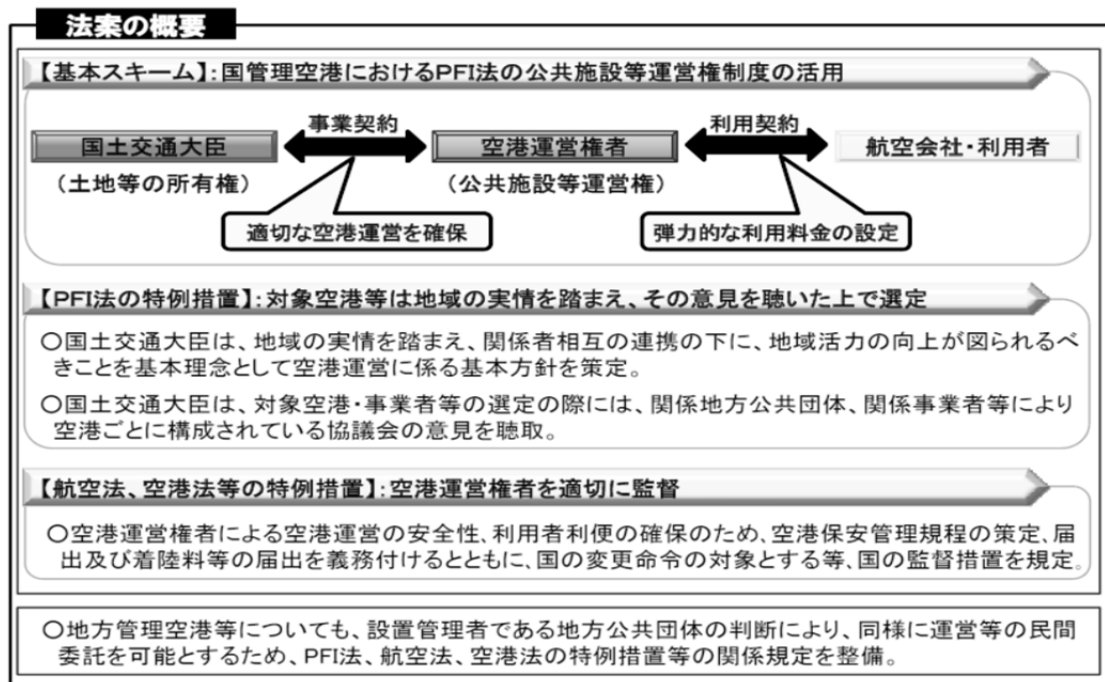 法案の概要
【基本スキーム】：国管理空港におけるPFI法の公共施設等運営権制度の活用
事業契約
利用契約
国土交通大臣
空港運営権者
航空会社・利用者
（土地等の所有権）
（公共施設等運営権）
適切な空港運営を確保
弾力的な利用料金の設定
【PFI法の特例措置】：対象空港等は地域の実情を踏まえ、その意見を聴いた上で選定
○国土交通大臣は、地域の実情を踏まえ、関係者相互の連携の下に、地域活力の向上が図られるべ
きことを基本理念として空港運営に係る基本方針を策定。
○国土交通大臣は、対象空港・事業者等の選定の際には、関係地方公共団体、関係事業者等により
空港ごとに構成されている協議会の意見を聴取。
【航空法、空港法等の特例措置】：空港運営権者を適切に監督
○空港運営権者による空港運営の安全性、利用者利便の確保のため、空港保安管理規程の策定、届
出及び着陸料等の届出を義務付けるとともに、国の変更命令の対象とする等、国の監督措置を規定。
○地方管理空港等についても、設置管理者である地方公共団体の判断により、同様に運営等の民間
委託を可能とするため、PFI法、航空法、空港法の特例措置等の関係規定を整備。